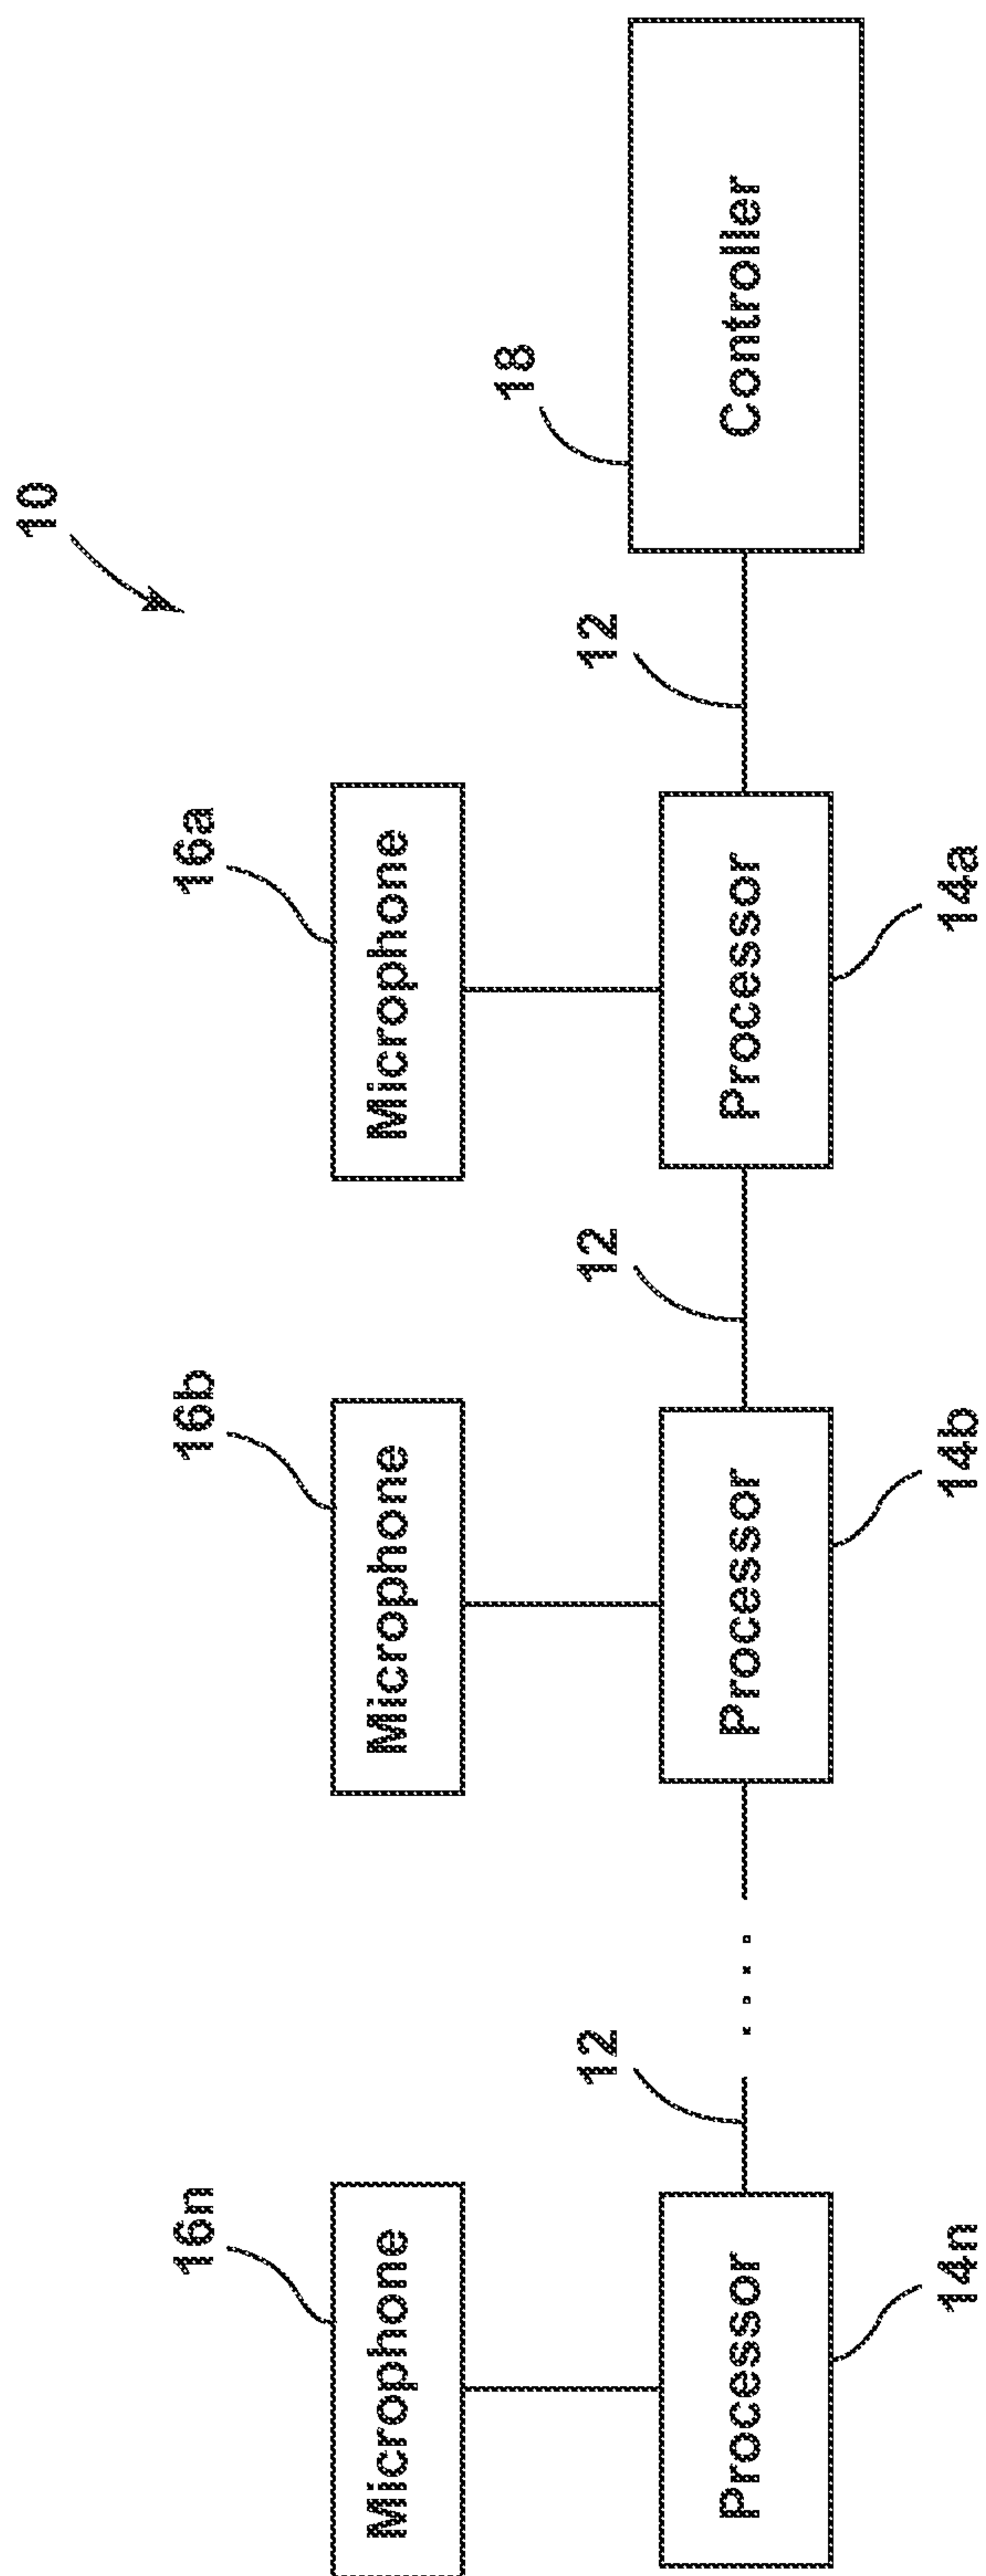 10
16n
16b
16a
18
Microphone
Microphone
Microphone
12
12
12
Processor
Processor
Processor
Controller
14n
14b
14a